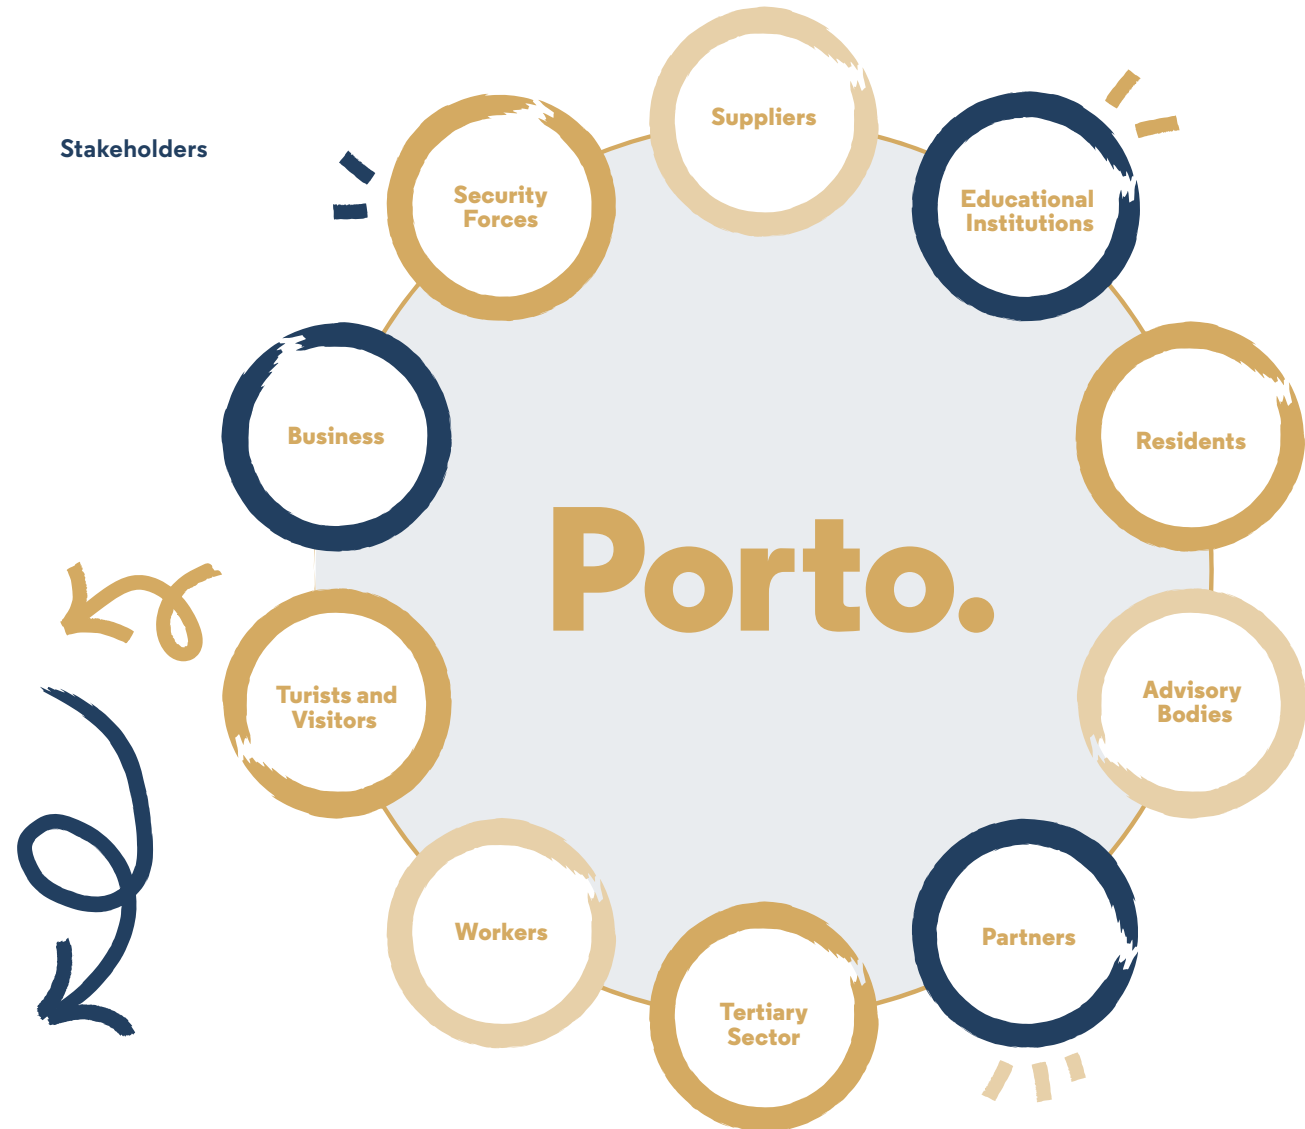 Stakeholders
Suppliers
Security
Forces
Educational
Institutions
Business
Residents
Porto.
Turists and
Visitors
Advisory
Bodies
Workers
Partners
Tertiary
Sector